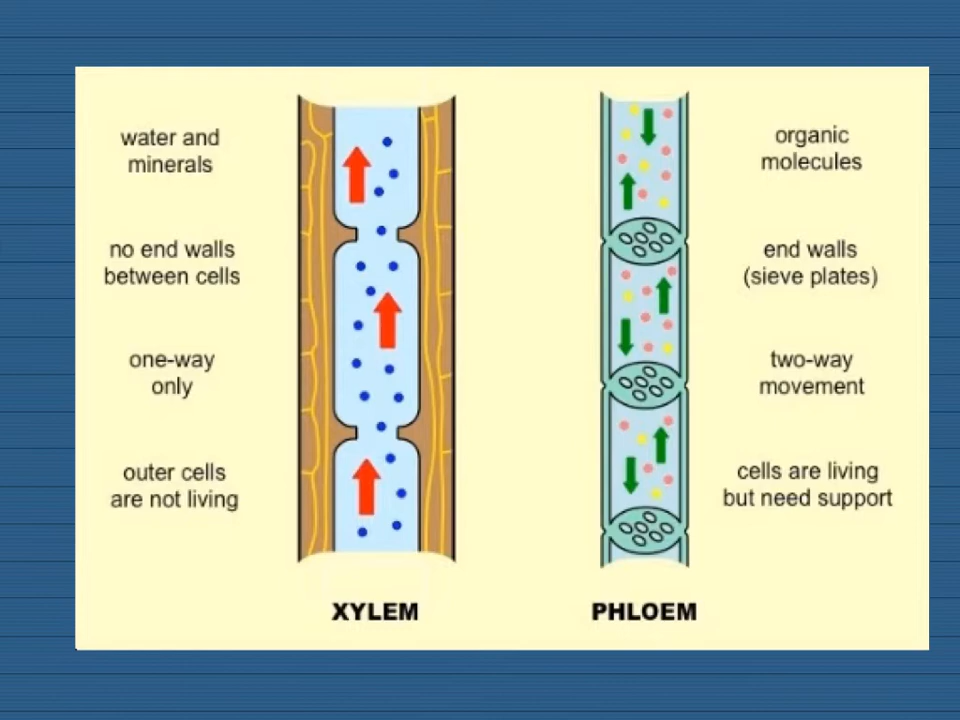 water and
minerals
no end walls
between cells
one-way
only
outer cells
are not living
XYLEM
organic
molecules
end walls
(sieve plates)
two-way
movement
cells are living
but need support
PHLOEM